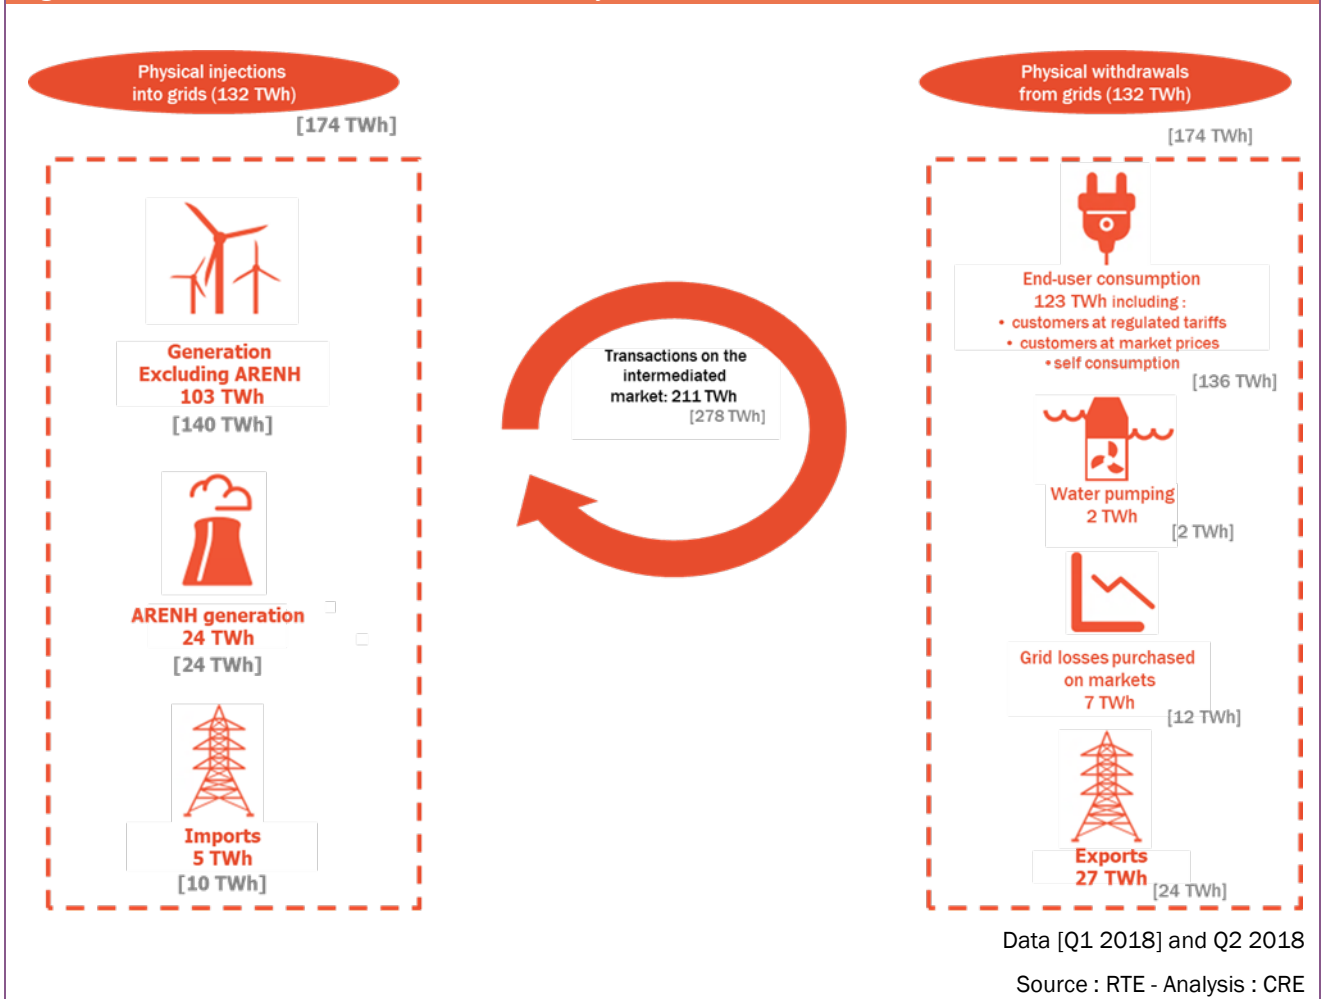 Physical injections
into grids (132 TWh)
[174 TWh]
Generation
Excluding ARENH
103 TWh
[140 TWh]
ARENH generation
24 TWh
[24 TWh]
Imports
5 TWh
[10 TWh]
Transactions on the
intermediated
market: 211 TWh
[278 TWh]
Physical withdrawals
from grids (132 TWh)
[174 TWh]
End-user consumption
123 TWh including :
• customers at regulated tariffs
• customers at market prices
• self consumption
[136 TWh]
Water pumping
2 TWh
[2 TWh]
Grid losses purchased
on markets
7 TWh
[12 TWh]
Exports
27 TWh
[24 TWh]
Data [Q1 2018] and Q2 2018
Source : RTE - Analysis : CRE